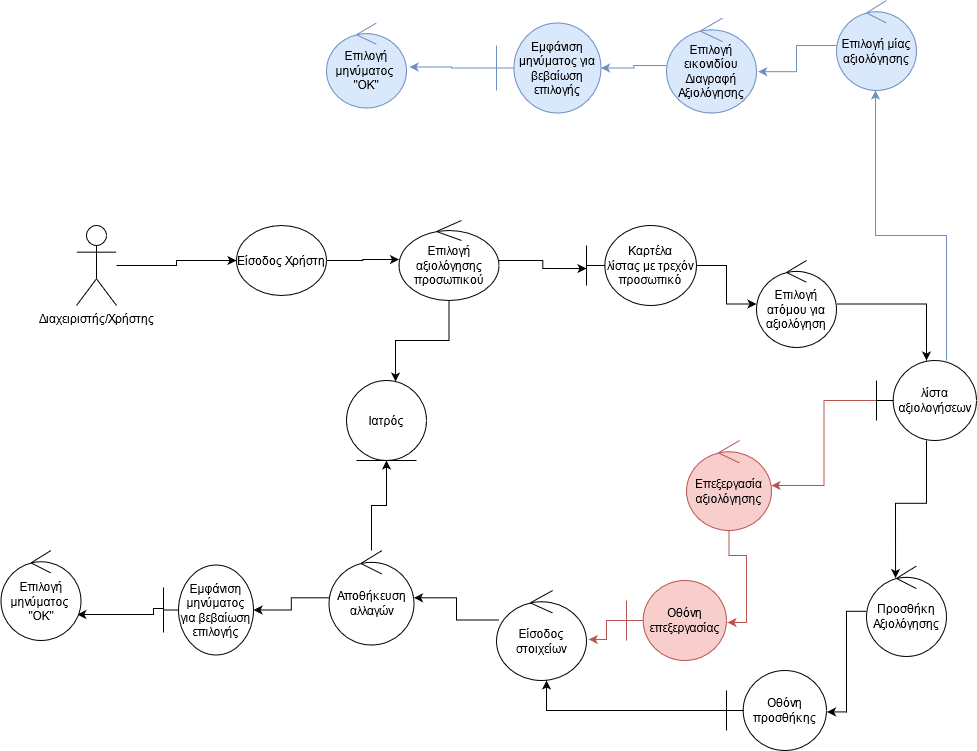 Επιλογή
μηνύματος
"ΟΚ"
Εμφάνιση
μηνύματος για
βεβαίωση
επιλογής
Επιλογή
εικονιδίου
Διαγραφή
Αξιολόγησης
Επιλογή μίας
αξιολόγησης
Διαχειριστής/Χρήστης
Είσοδος Χρήστη
Επιλογή
αξιολόγησης
προσωπικού
Καρτέλα
λίστας με τρεχόν
προσωπικό
Επιλογή
ατόμου για
αξιολόγηση
λίστα
αξιολογήσεων
Ιατρός
Επεξεργασία
αξιολόγησης
Επιλογή
μηνύματος
"ΟΚ"
Εμφάνιση
μηνύματος
για βεβαίωση
επιλογής
Αποθήκευση
αλλαγών
Είσοδος
στοιχείων
Οθόνη
επεξεργασίας
Προσθήκη
Αξιολόγησης
Οθόνη
προσθήκης